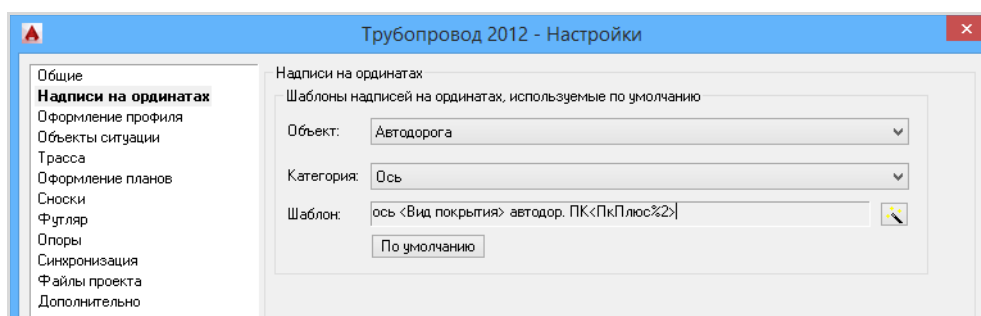 Трубопровод 2012 - Настройки
Общие
Надписи на ординатах
Оформление профиля
Объекты ситуации
Трасса
Оформление планов
Сноски
Футляр
Опоры
Синхронизация
Файлы проекта
Дополнительно
Надписи на ординатах
Шаблоны надписей на ординатах, используемые по умолчанию
Объект: Автодорога
Категория: Ось
Шаблон: ось <Вид покрытия> автодор. ПК<ПкПлюс%2>
По умолчанию